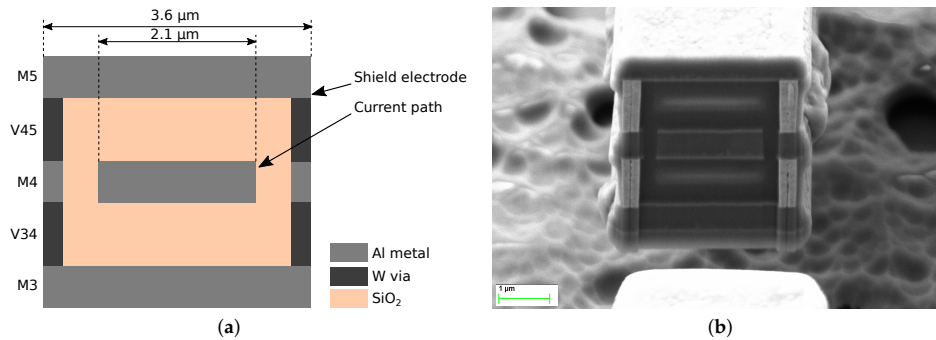 3.6 µm
2.1 µm
M5
Shield electrode
Current path
V45
M4
V34
Al metal
W via
SiO₂
M3
1 µm
(a)
(b)